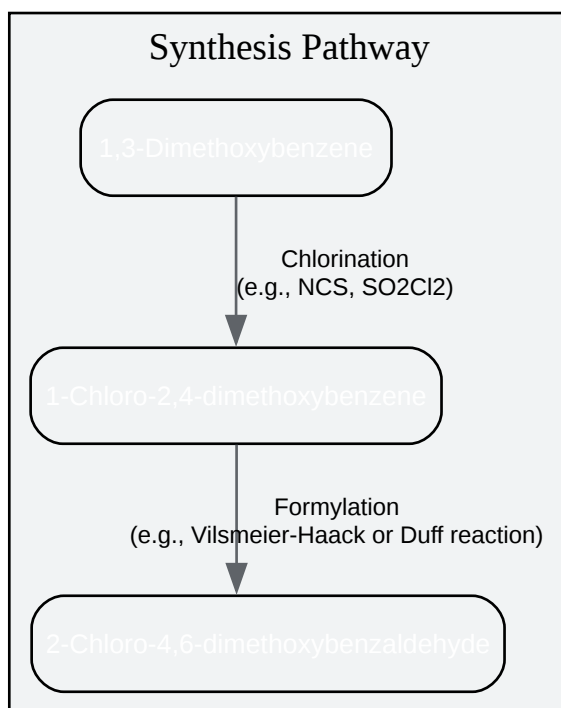 Synthesis Pathway
1,3-Dimethoxybenzene
Chlorination
(e.g., NCS, SO2Cl2)
1-Chloro-2,4-dimethoxybenzene
Formylation
(e.g., Vilsmeier-Haack or Duff reaction)
2-Chloro-4,6-dimethoxybenzaldehyde